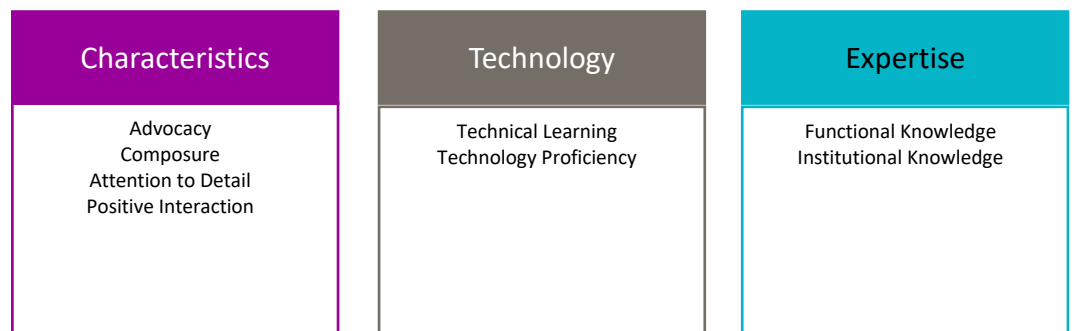 Characteristics
Advocacy
Composure
Attention to Detail
Positive Interaction
Technology
Technical Learning
Technology Proficiency
Expertise
Functional Knowledge
Institutional Knowledge